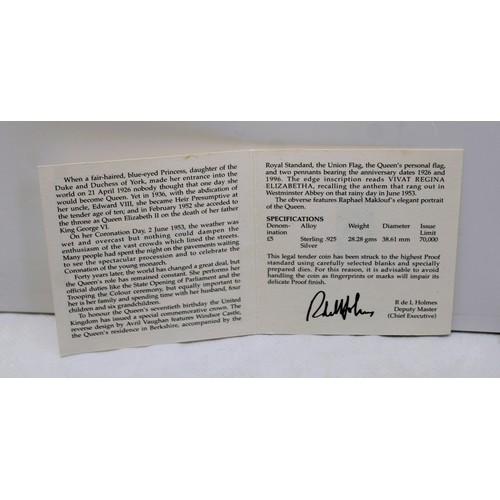 When a fair-haired, blue-eyed Princess, daughter of the
Duke and Duchess of York, made her entrance into the
world on 21 April 1926 nobody thought that one day she
would become Queen. Yet in 1936, with the abdication of
her uncle, Edward VIII, she became Heir Presumptive at
the tender age of ten; and in February 1952 she acceded to
the throne as Queen Elizabeth II on the death of her father
King George VI.
On her Coronation Day, 2 June 1953, the weather was
wet and overcast but nothing could dampen the
enthusiasm of the vast crowds which lined the streets.
Many people had spent the night on the pavements waiting
to see the spectacular procession and to celebrate the
Coronation of the young monarch.
Forty years later, the world has changed a great deal, but
the Queen's role has remained constant. She performs her
official duties like the State Opening of Parliament and the
Trooping the Colour ceremony, but equally important to
her is her family and spending time with her husband, four
children and six grandchildren.
To honour the Queen's seventieth birthday the United
Kingdom has issued a special commemorative crown. The
reverse design by Avril Vaughan features Windsor Castle,
the Queen's residence in Berkshire, accompanied by the
Royal Standard, the Union Flag, the Queen's personal flag,
and two pennants bearing the anniversary dates 1926 and
1996. The edge inscription reads VIVAT REGINA
ELIZABETHA, recalling the anthem that rang out in
Westminster Abbey on that rainy day in June 1953.
The obverse features Raphael Maklouf's elegant portrait
of the Queen.
SPECIFICATIONS
Denom- Alloy Weight Diameter Issue
ination Limit
£5 Sterling .925 28.28 gms 38.61 mm 70,000
Silver
This legal tender coin has been struck to the highest Proof
standard using carefully selected blanks and specially
prepared dies. For this reason, it is advisable to avoid
handling the coin as fingers or milling marks will impair its
delicate Proof finish.
R de L Holmes
Deputy Master
(Chief Executive)